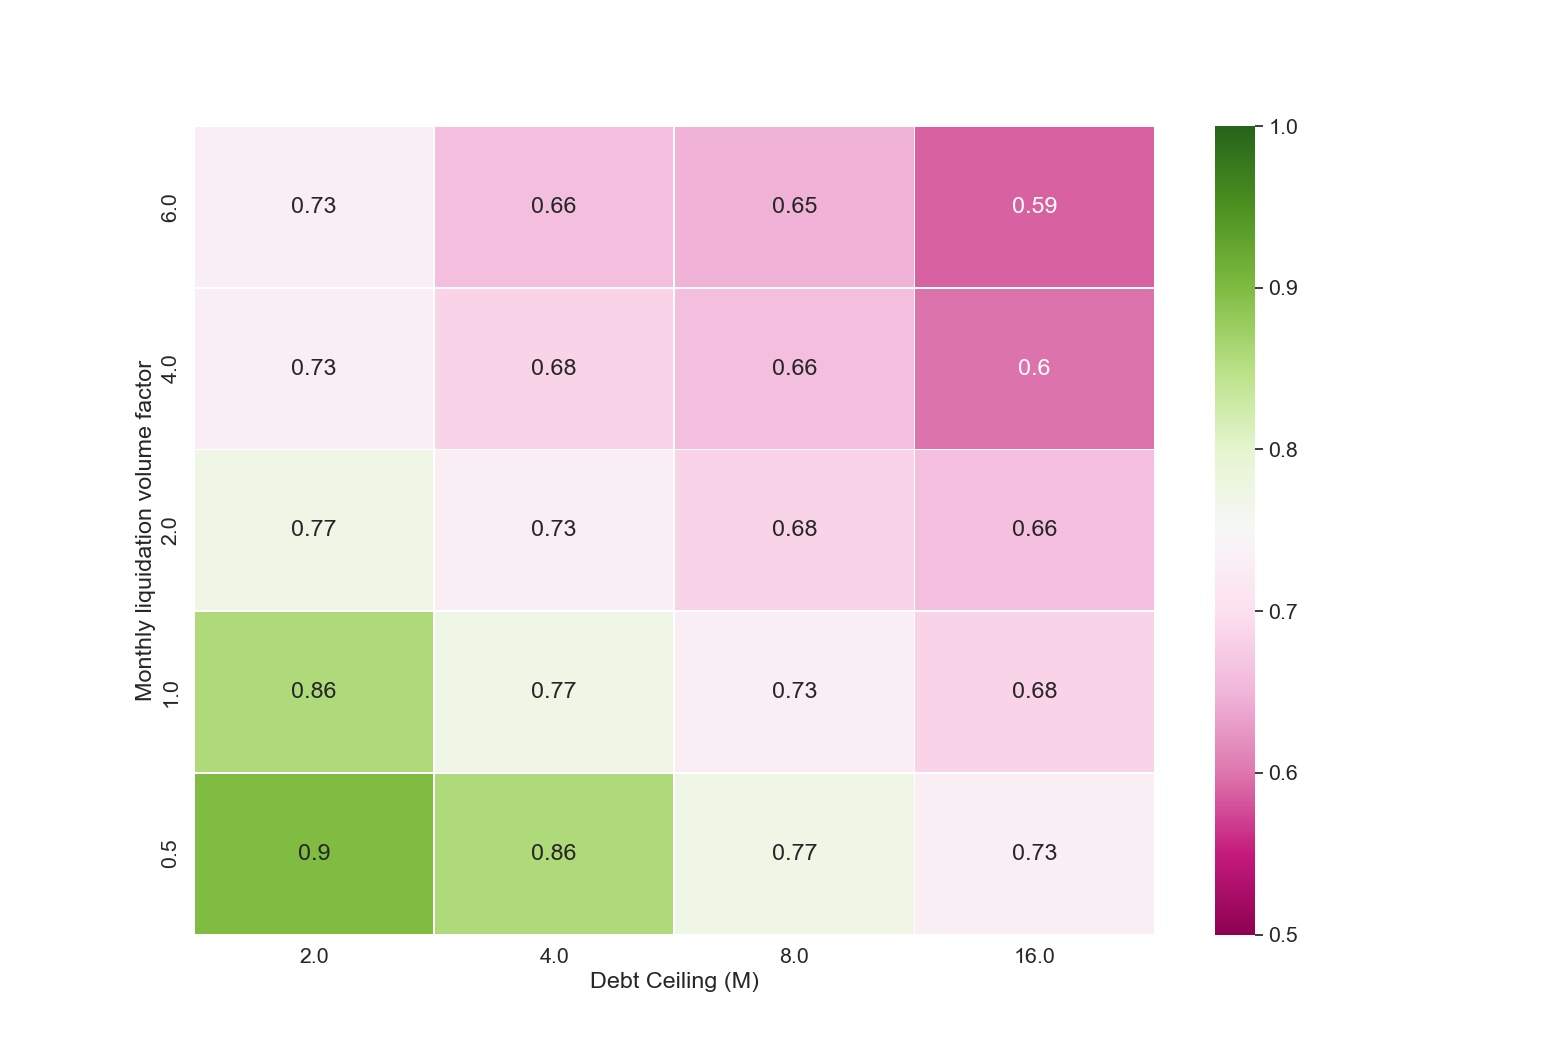 1.0
6.0 0.73 0.66 0.65 0.59
0.9
4.0 0.73 0.68 0.66 0.6
0.8
Monthly liquidation volume factor
2.0 0.77 0.73 0.68 0.66
0.7
1.0 0.86 0.77 0.73 0.68
0.6
0.5 0.9 0.86 0.77 0.73
0.5
2.0 4.0 8.0 16.0
Debt Ceiling (M)